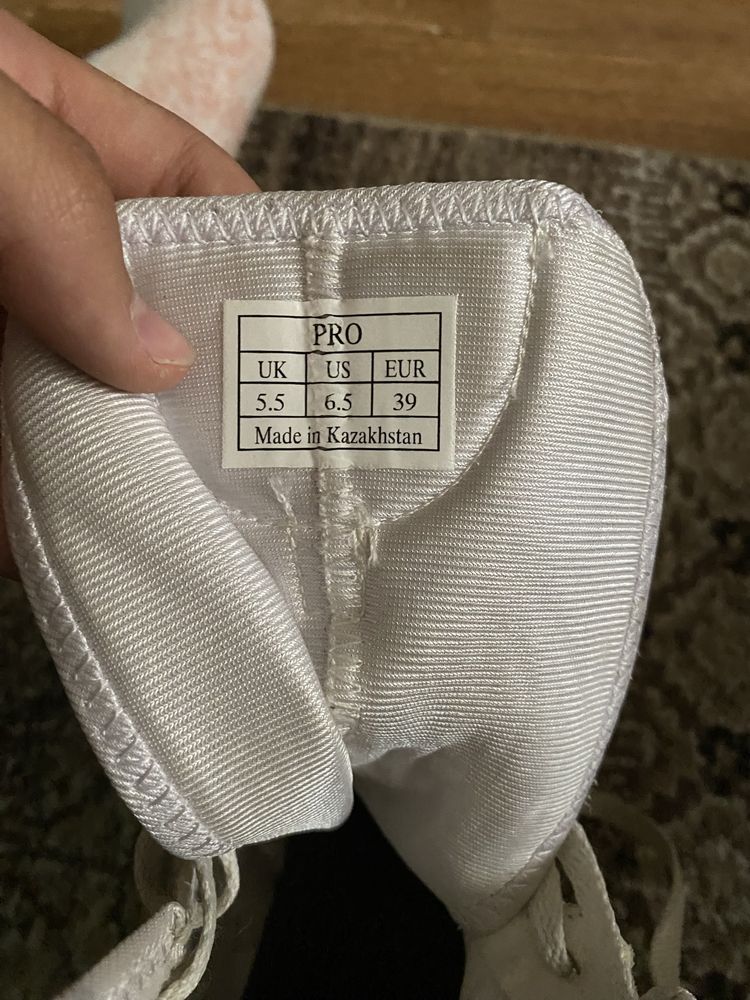 PRO
UK US EUR
5.5 6.5 39
Made in Kazakhstan